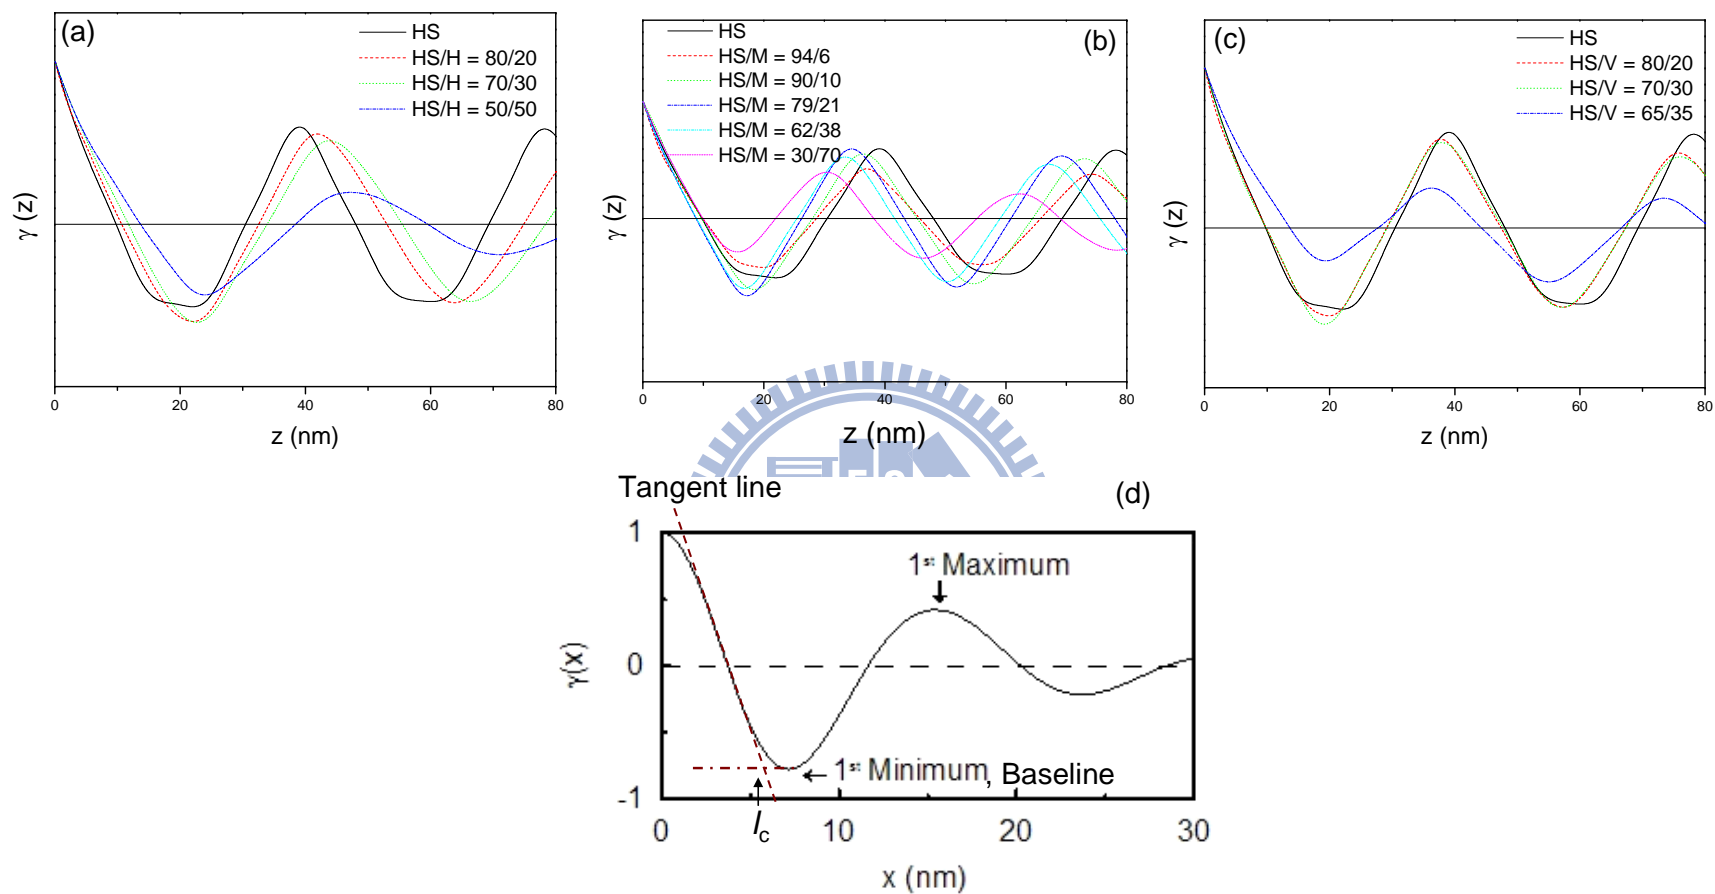 (a)
HS
HS/H = 80/20
HS/H = 70/30
HS/H = 50/50
γ (z)
0 20 40 60 80
z (nm)
(b)
HS
HS/M = 94/6
HS/M = 90/10
HS/M = 79/21
HS/M = 62/38
HS/M = 30/70
γ (z)
0 20 40 60 80
z (nm)
(c)
HS
HS/V = 80/20
HS/V = 70/30
HS/V = 65/35
γ (z)
0 20 40 60 80
z (nm)
Tangent line
(d)
1
1st Maximum
γ(x)
0
1st Minimum, Baseline
-1
lc
0 10 20 30
x (nm)